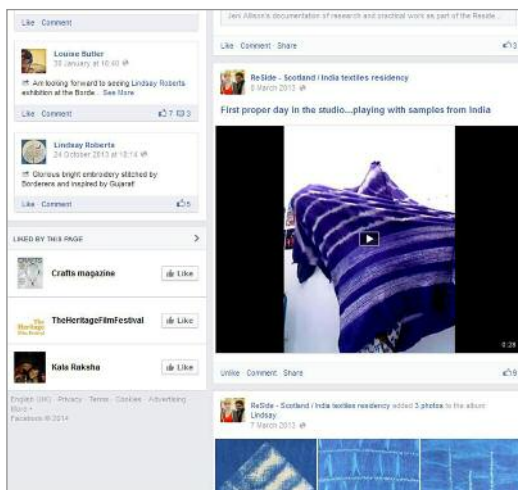 Like · Comment
Louise Butler
30 January at 10:40
Am looking forward to seeing Lindsay Roberts
exhibition at the Borde... See More
Like · Comment
7
3
Lindsay Roberts
24 October 2013 at 18:14
Glorious bright embroidery stitched by
Borderers and inspired by Gujarat!
Like · Comment
5
LIKED BY THIS PAGE
CRAFTS
Crafts magazine
Like
The
Heritage
Film Festival
TheHeritageFilmFestival
Like
Kala Raksha
Like
English (UK) · Privacy · Terms · Cookies · Advertising
More
Facebook © 2014
Jeni Allison's documentation of research and practical work as part of the Reside...
Like · Comment · Share
3
ReSide - Scotland / India textiles residency
8 March 2013
First proper day in the studio...playing with samples from India
0:28
Unlike · Comment · Share
9
ReSide - Scotland / India textiles residency added 3 photos to the album
Lindsay.
7 March 2013